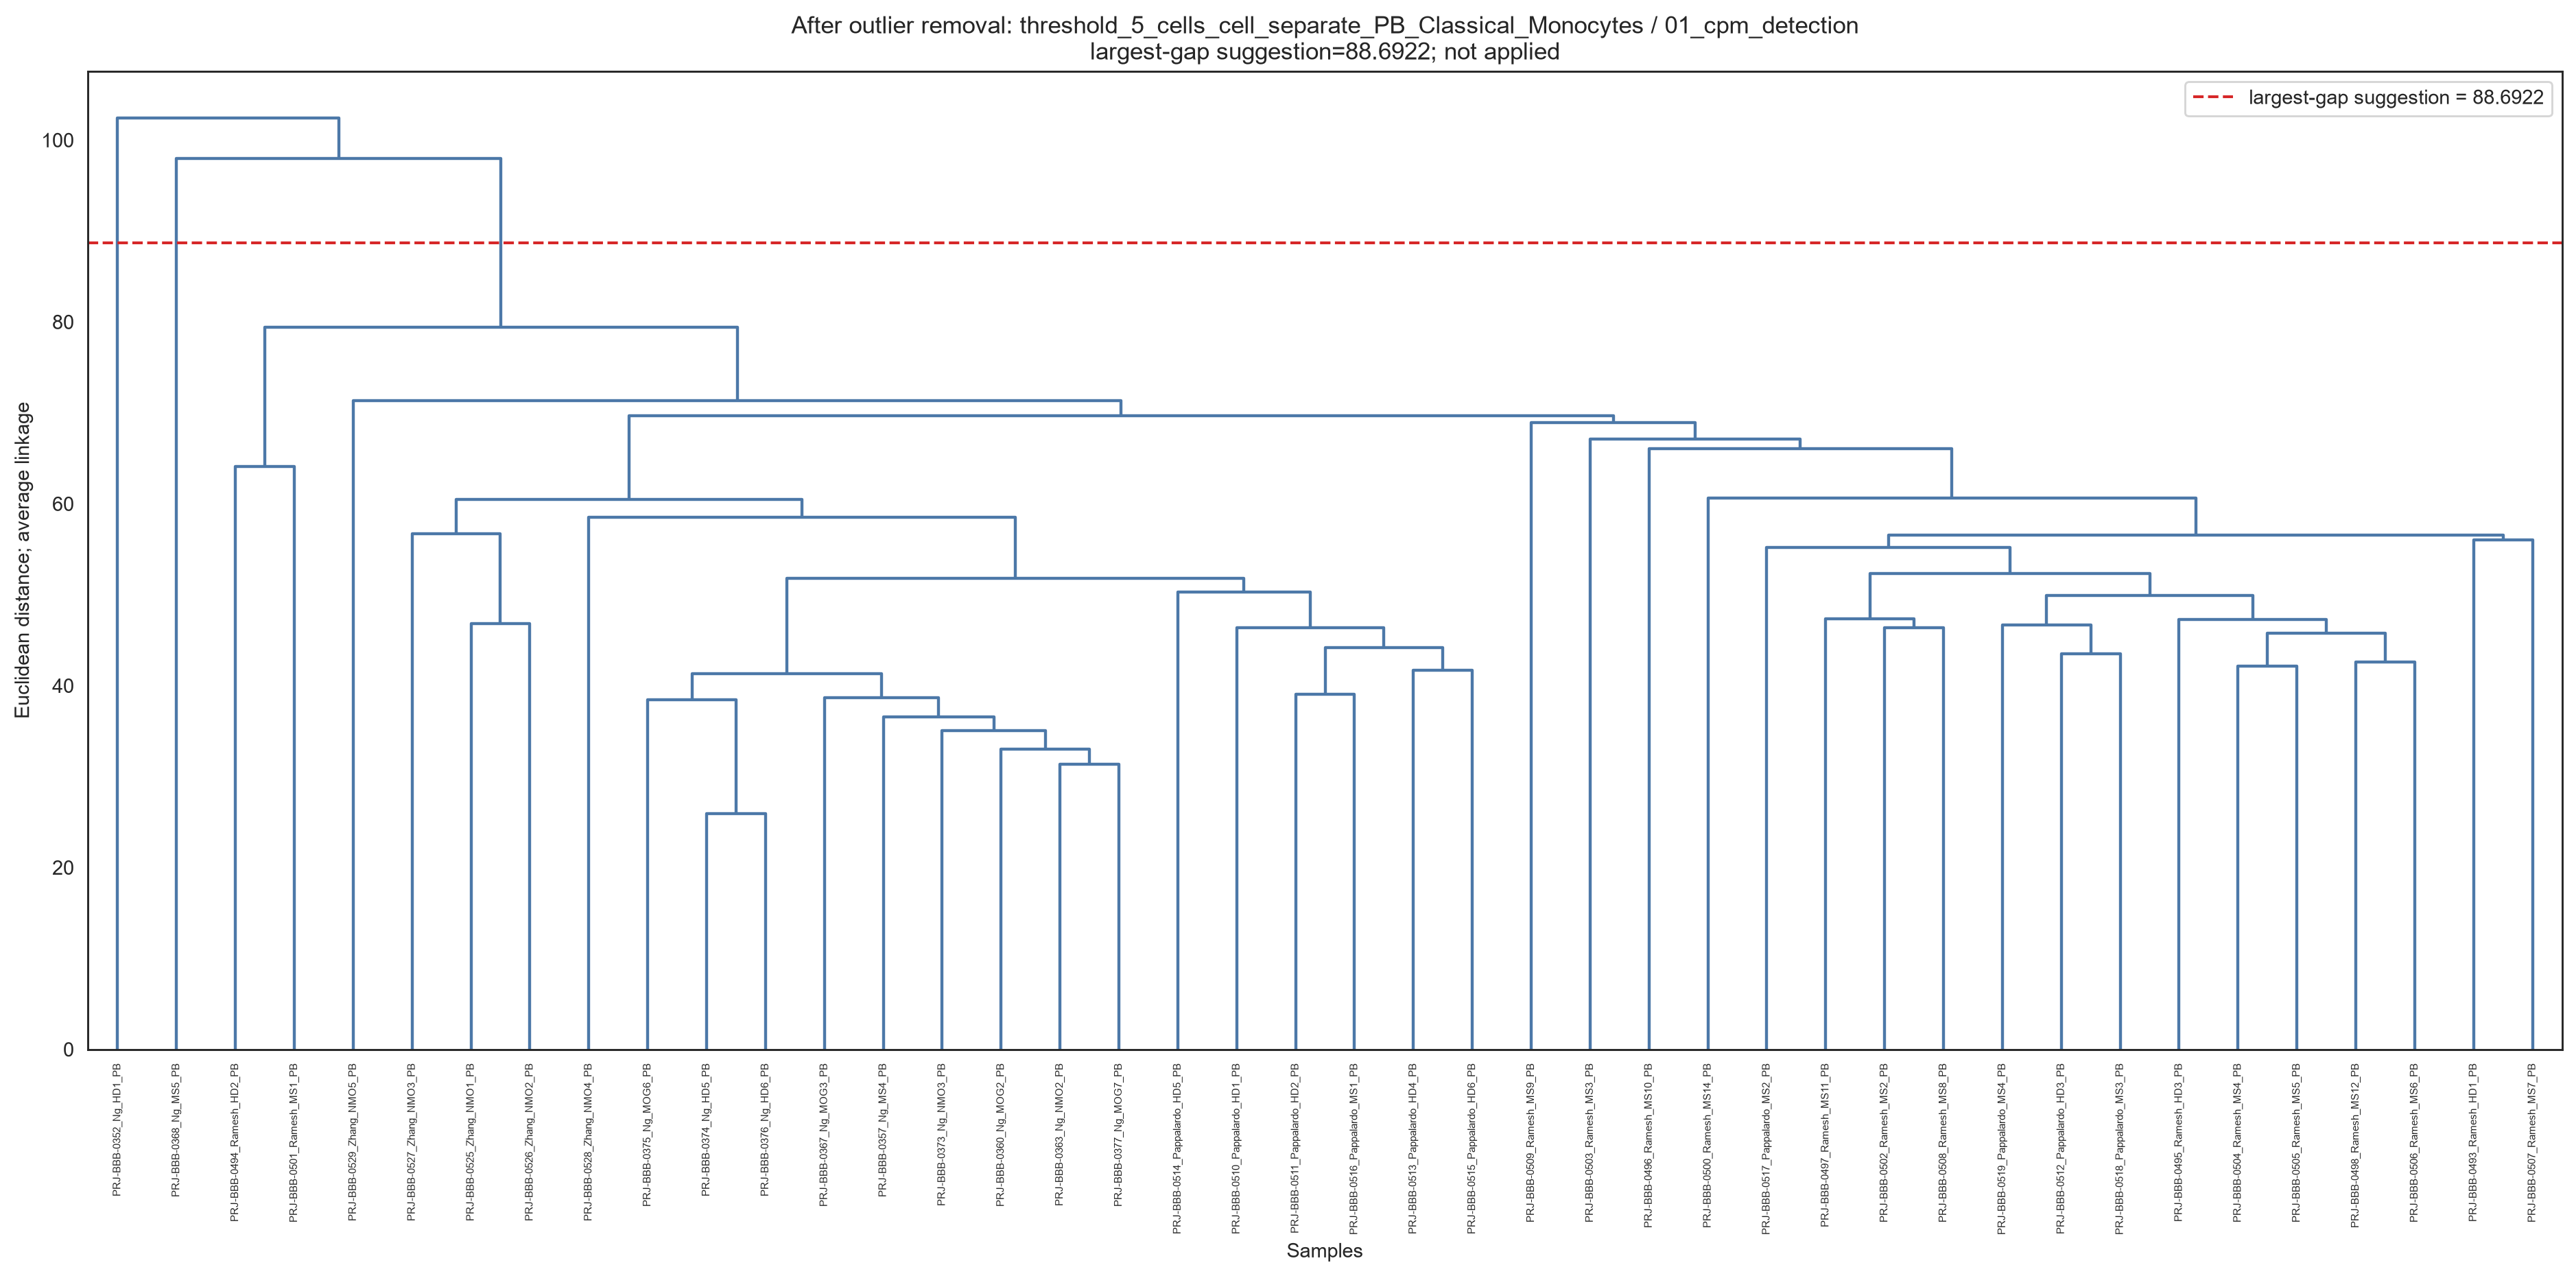 After outlier removal: threshold_5_cells_cell_separate_PB_Classical_Monocytes / 01_cpm_detection
largest-gap suggestion=88.6922; not applied
largest-gap suggestion = 88.6922
Euclidean distance; average linkage
100
80
60
40
20
0
PRJ-BBB-0352_Ng_HD1_PB
PRJ-BBB-0368_Ng_MS5_PB
PRJ-BBB-0494_Ramesh_HD2_PB
PRJ-BBB-0501_Ramesh_MS1_PB
PRJ-BBB-0529_Zhang_NMO5_PB
PRJ-BBB-0527_Zhang_NMO3_PB
PRJ-BBB-0525_Zhang_NMO1_PB
PRJ-BBB-0526_Zhang_NMO2_PB
PRJ-BBB-0528_Zhang_NMO4_PB
PRJ-BBB-0375_Ng_MOG6_PB
PRJ-BBB-0374_Ng_HD5_PB
PRJ-BBB-0376_Ng_HD6_PB
PRJ-BBB-0367_Ng_MOG3_PB
PRJ-BBB-0357_Ng_MS4_PB
PRJ-BBB-0373_Ng_NMO3_PB
PRJ-BBB-0360_Ng_MOG2_PB
PRJ-BBB-0363_Ng_NMO2_PB
PRJ-BBB-0377_Ng_MOG7_PB
PRJ-BBB-0514_Pappalardo_HD5_PB
PRJ-BBB-0510_Pappalardo_HD1_PB
PRJ-BBB-0511_Pappalardo_HD2_PB
PRJ-BBB-0516_Pappalardo_MS1_PB
PRJ-BBB-0513_Pappalardo_HD4_PB
PRJ-BBB-0515_Pappalardo_HD6_PB
PRJ-BBB-0509_Ramesh_MS9_PB
PRJ-BBB-0503_Ramesh_MS3_PB
PRJ-BBB-0496_Ramesh_MS10_PB
PRJ-BBB-0500_Ramesh_MS14_PB
PRJ-BBB-0517_Pappalardo_MS2_PB
PRJ-BBB-0497_Ramesh_MS11_PB
PRJ-BBB-0502_Ramesh_MS2_PB
PRJ-BBB-0508_Ramesh_MS8_PB
PRJ-BBB-0519_Pappalardo_MS4_PB
PRJ-BBB-0512_Pappalardo_HD3_PB
PRJ-BBB-0518_Pappalardo_MS3_PB
PRJ-BBB-0495_Ramesh_HD3_PB
PRJ-BBB-0504_Ramesh_MS4_PB
PRJ-BBB-0505_Ramesh_MS5_PB
PRJ-BBB-0498_Ramesh_MS12_PB
PRJ-BBB-0506_Ramesh_MS6_PB
PRJ-BBB-0493_Ramesh_HD1_PB
PRJ-BBB-0507_Ramesh_MS7_PB
Samples